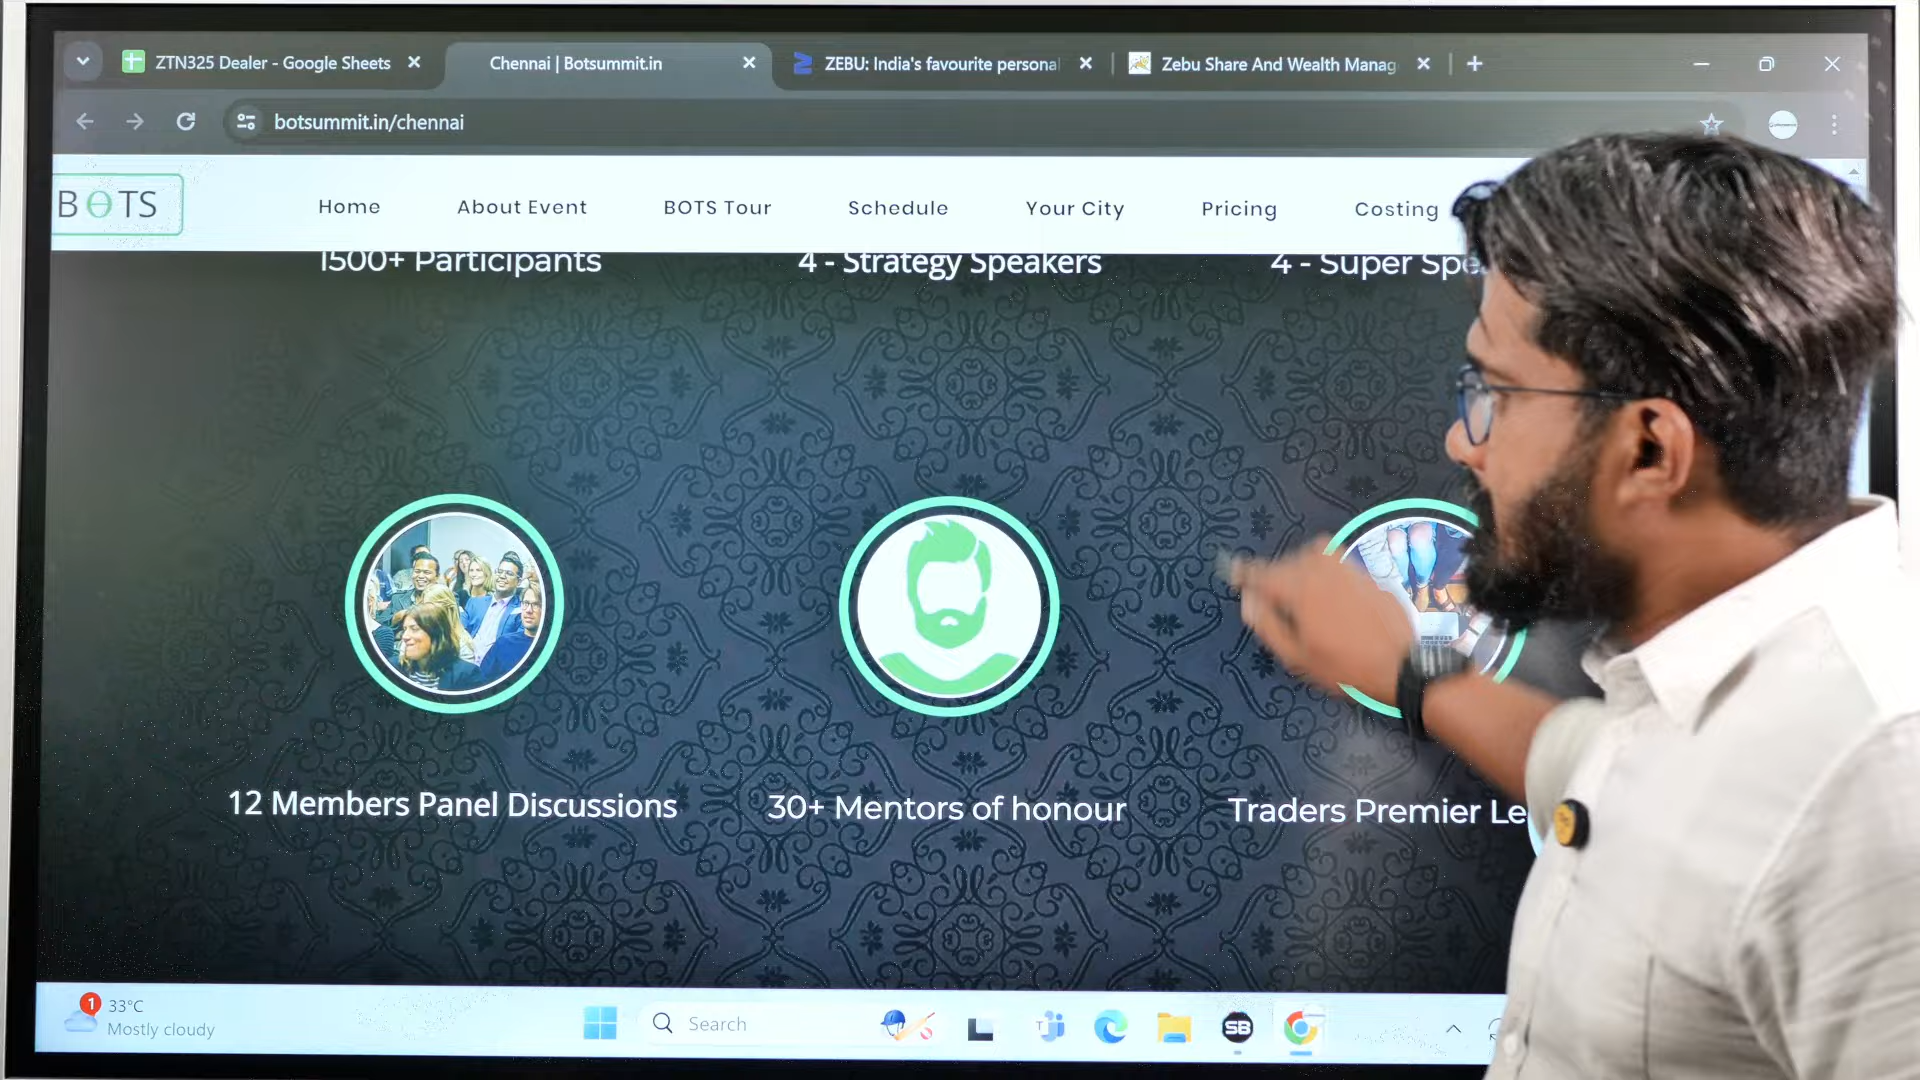 ZTN325 Dealer - Google Sheets
Chennai | Botsummit.in
ZEBU: India's favourite personal
Zebu Share And Wealth Manag
botsummit.in/chennai
BOTS
Home
About Event
BOTS Tour
Schedule
Your City
Pricing
Costing
1500+ Participants
4 - Strategy Speakers
4 - Super Spe
12 Members Panel Discussions
30+ Mentors of honour
Traders Premier Le
1
33°C
Mostly cloudy
Search
SB